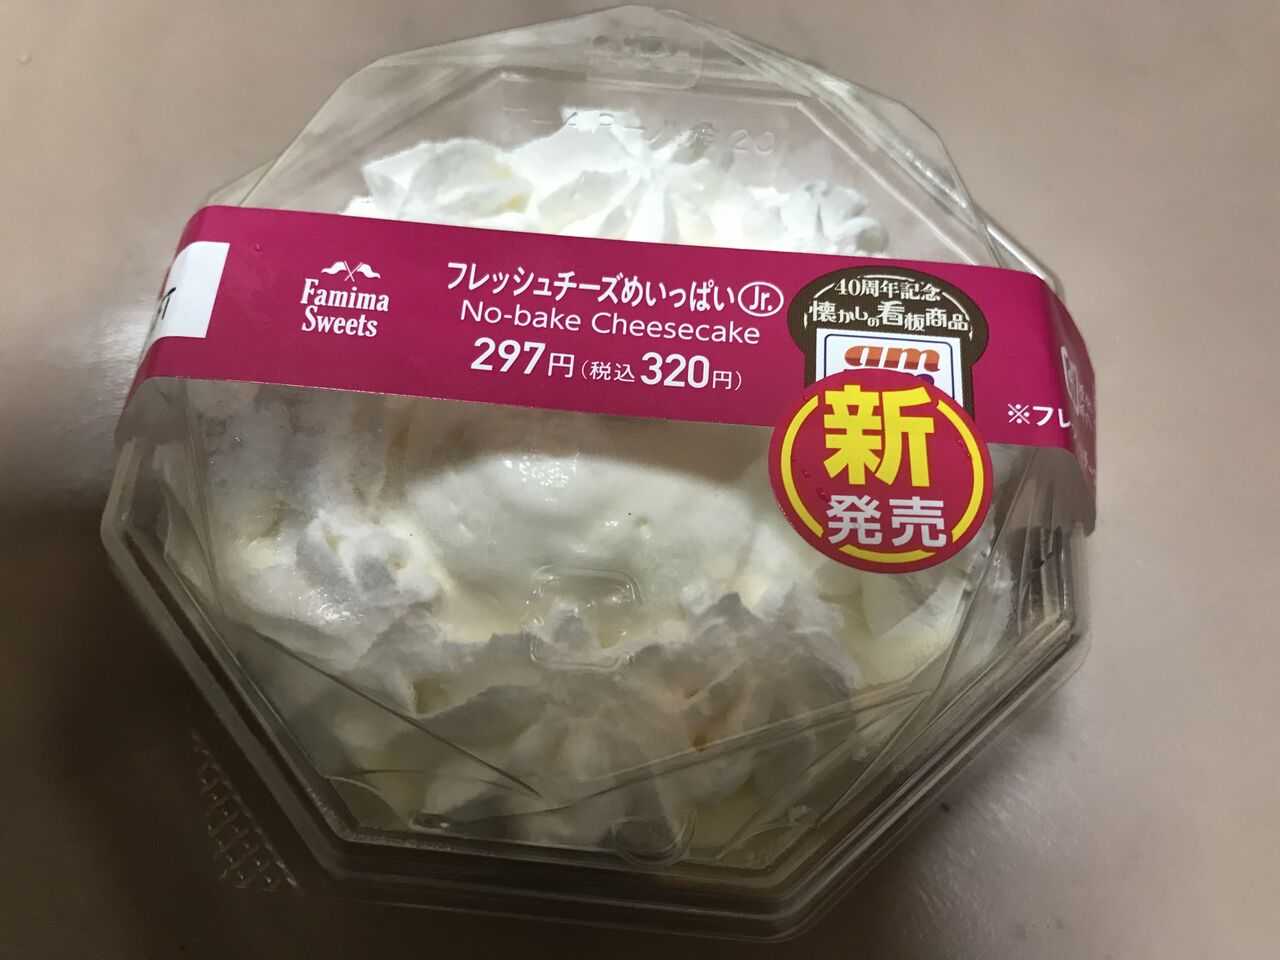 Famima
Sweets
フレッシュチーズめいっぱい Jr.
No-bake Cheesecake
297円(税込320円)
40周年記念
懐かしの看板商品
am
新
発売
※フレ